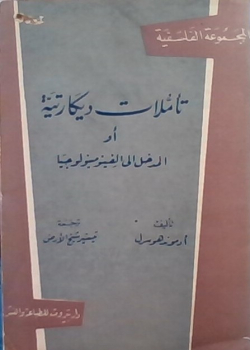 المجموعة الفلسفية
تأملات ديكارتية
أو
المدخل الى الفينومينولوجيا
تأليف
ادموند هوسرل
ترجمة
تيسير شيخ الأرض
دار بيروت للطباعة والنشر